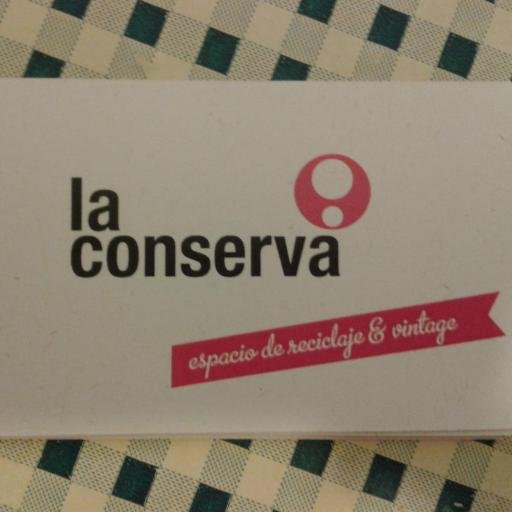 la
conserva
espacio de reciclaje & vintage